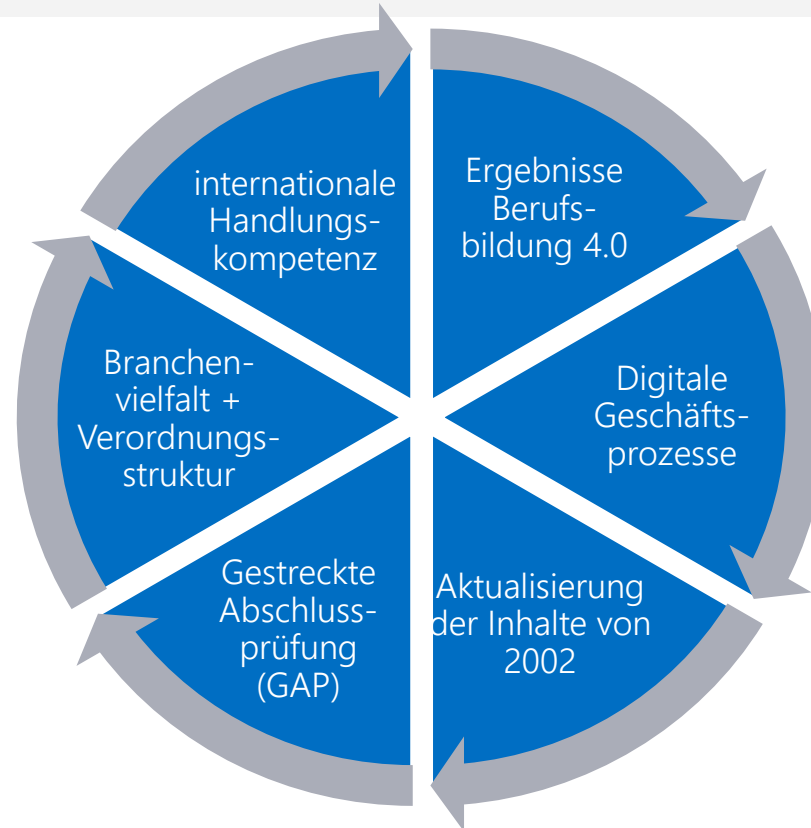 Ergebnisse
Berufs-
bildung 4.0
Digitale
Geschäfts-
prozesse
Aktualisierung
der Inhalte von
2002
Gestreckte
Abschluss-
prüfung
(GAP)
Branchen-
vielfalt +
Verordnungs-
struktur
internationale
Handlungs-
kompetenz